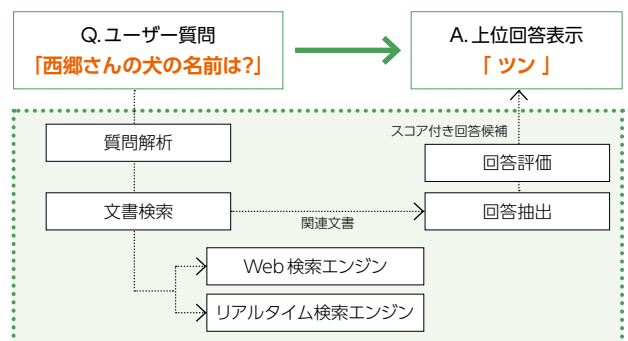 Q.ユーザー質問
「西郷さんの犬の名前は?」
A.上位回答表示
「 ツン 」
スコア付き回答候補
質問解析
回答評価
文書検索
関連文書
回答抽出
Web検索エンジン
リアルタイム検索エンジン